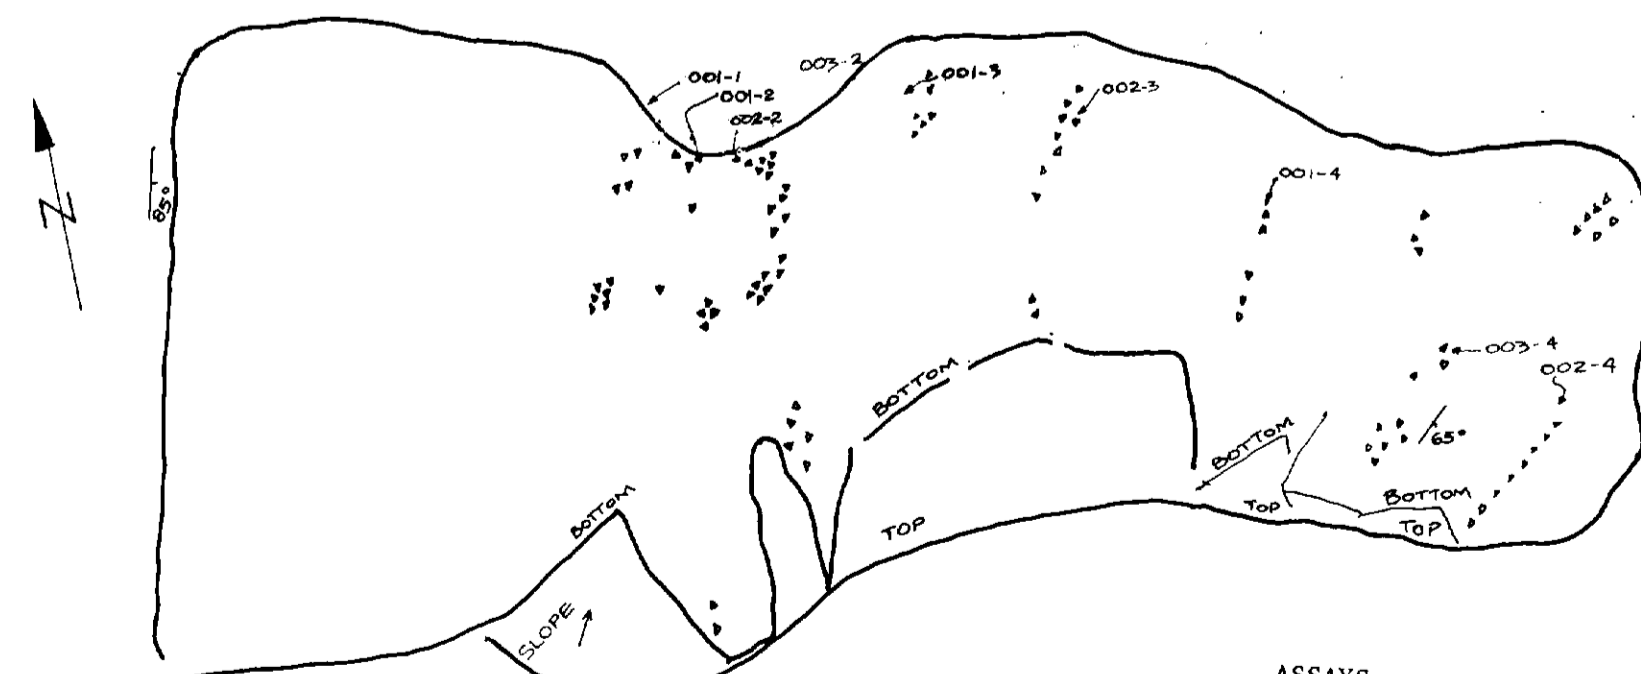 001-1
003-2
001-3
001-2
002-3
002-2
001-4
N
85°
003-4
002-4
BOTTOM
BOTTOM
65°
BOTTOM
BOTTOM
TOP
TOP
TOP
SLOPE
ASSAYS